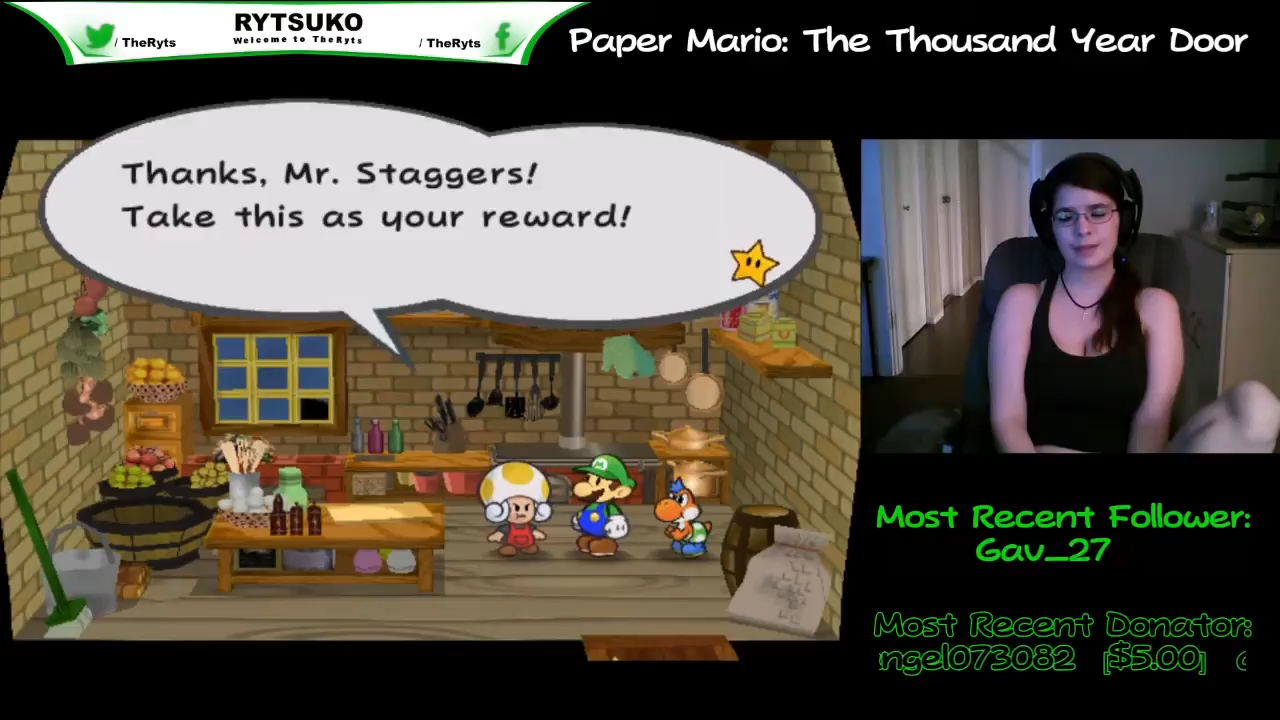 RYTSUKO
Welcome to TheRyts
/ TheRyts
/ TheRyts
Paper Mario: The Thousand Year Door
Thanks, Mr. Staggers!
Take this as your reward!
Most Recent Follower:
Gav_27
Most Recent Donator:
ngel073082 [$5.00]